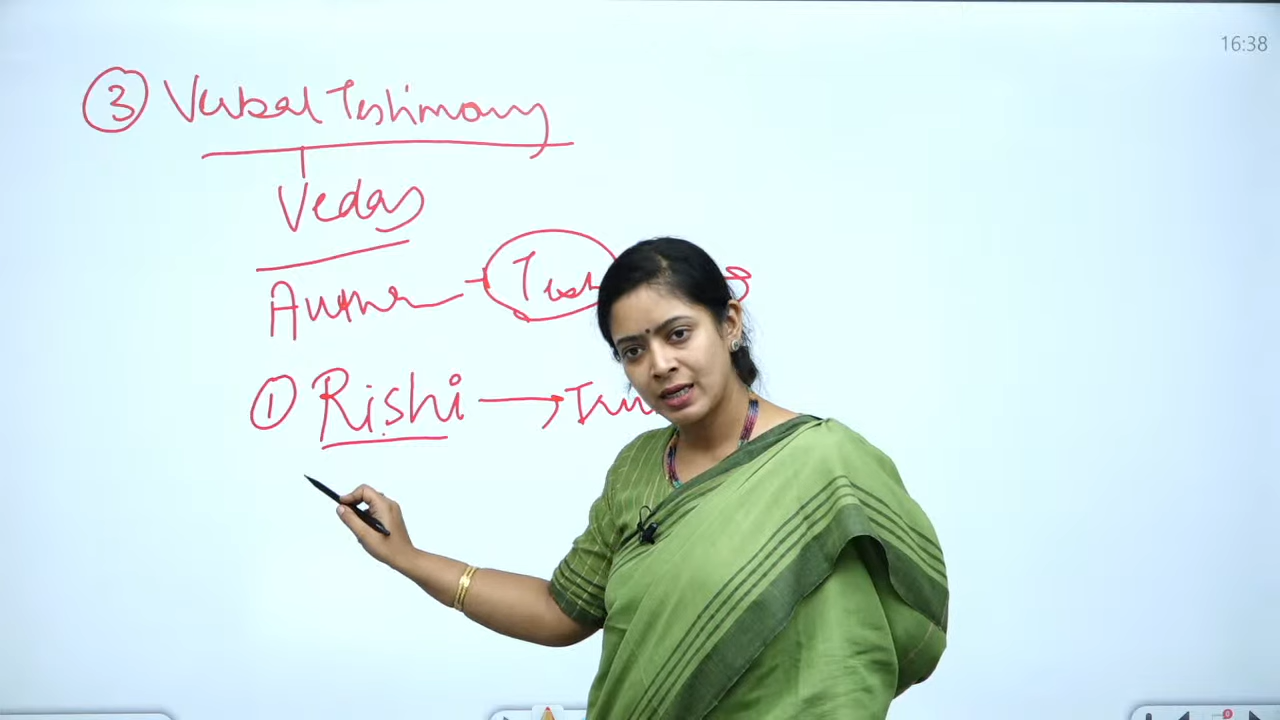 16:38
③ Verbal Testimony
Vedas
Author
① Rishi →